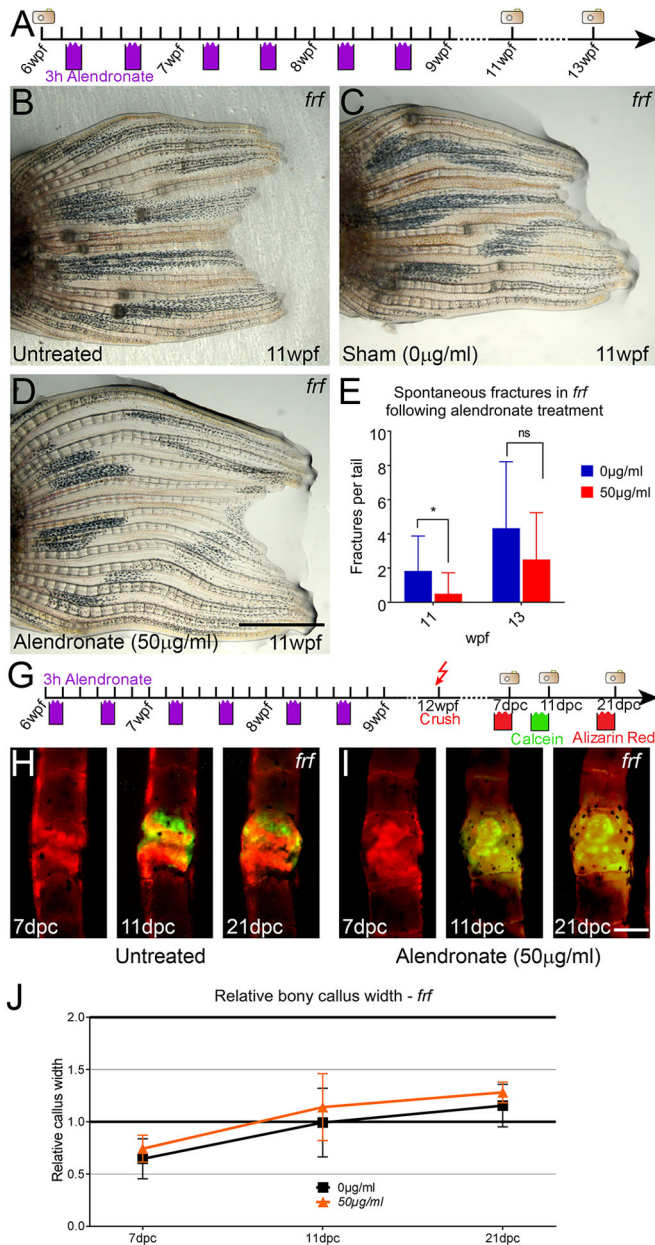 A
6wpf
7wpf
8wpf
9wpf
11wpf
13wpf
3h Alendronate
B
frf
Untreated
11wpf
C
frf
Sham (0µg/ml)
11wpf
D
frf
Alendronate (50µg/ml)
11wpf
E
Spontaneous fractures in frf
following alendronate treatment
Fractures per tail
10
8
6
4
2
0
*
ns
0µg/ml
50µg/ml
11
13
wpf
G
3h Alendronate
6wpf
7wpf
8wpf
9wpf
12wpf
Crush
7dpc
11dpc
21dpc
Calcein
Alizarin Red
H
frf
7dpc
11dpc
21dpc
Untreated
I
frf
7dpc
11dpc
21dpc
Alendronate (50µg/ml)
J
Relative bony callus width - frf
Relative callus width
2.0
1.5
1.0
0.5
0.0
0µg/ml
50µg/ml
7dpc
11dpc
21dpc